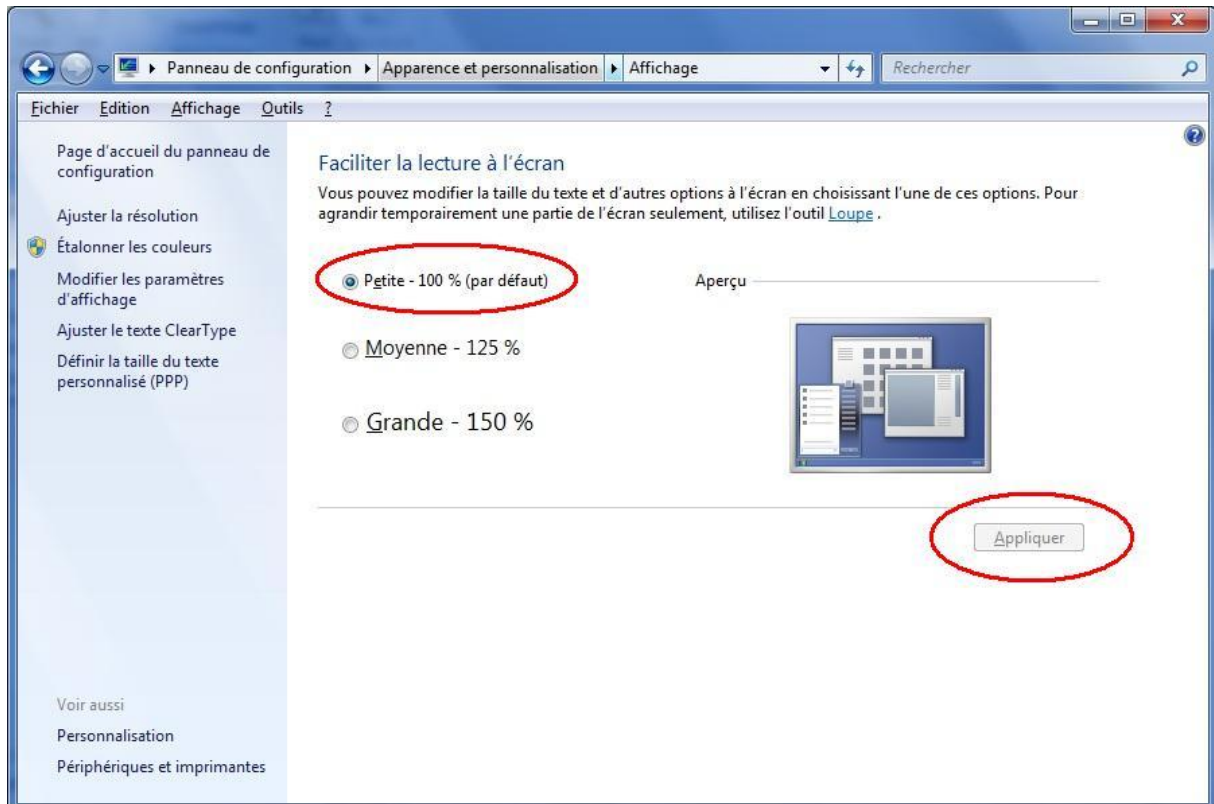 Panneau de configuration Apparence et personnalisation Affichage Rechercher
Fichier Edition Affichage Outils ?
Page d'accueil du panneau de
configuration
Ajuster la résolution
Étalonner les couleurs
Modifier les paramètres
d'affichage
Ajuster le texte ClearType
Définir la taille du texte
personnalisé (PPP)
Voir aussi
Personnalisation
Périphériques et imprimantes
Faciliter la lecture à l'écran
Vous pouvez modifier la taille du texte et d'autres options à l'écran en choisissant l'une de ces options. Pour
agrandir temporairement une partie de l'écran seulement, utilisez l'outil Loupe .
Petite - 100 % (par défaut)
Moyenne - 125 %
Grande - 150 %
Aperçu
Appliquer